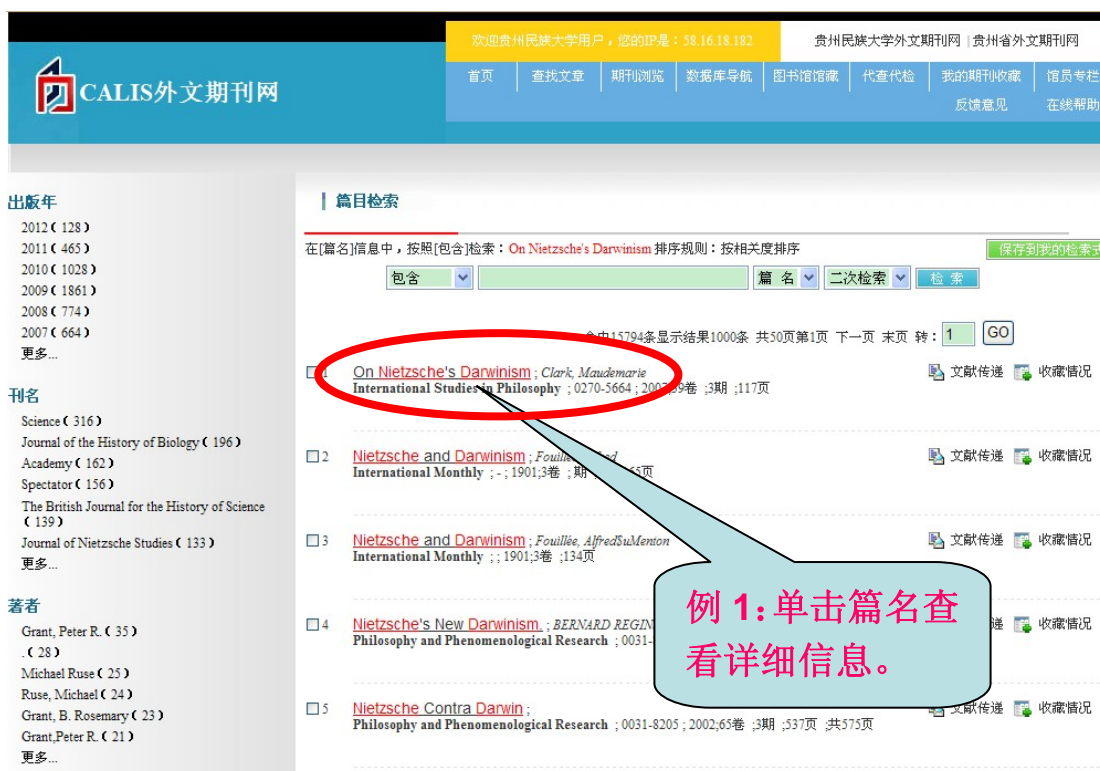 欢迎贵州民族大学用户，您的IP是：58.16.18.182
贵州民族大学外文期刊网 | 贵州省外文期刊网
CALIS外文期刊网
首页 查找文章 期刊浏览 数据库导航 图书馆馆藏 代查代检 我的期刊收藏 馆员专栏
反馈意见 在线帮助
出版年
2012 ( 128 )
2011 ( 465 )
2010 ( 1028 )
2009 ( 1861 )
2008 ( 774 )
2007 ( 664 )
更多...
刊名
Science ( 316 )
Journal of the History of Biology ( 196 )
Academy ( 162 )
Spectator ( 156 )
The British Journal for the History of Science
( 139 )
Journal of Nietzsche Studies ( 133 )
更多...
著者
Grant, Peter R. ( 35 )
. ( 28 )
Michael Ruse ( 25 )
Ruse, Michael ( 24 )
Grant, B. Rosemary ( 23 )
Grant,Peter R. ( 21 )
更多...
篇目检索
在[篇名]信息中，按照[包含]检索：On Nietzsche's Darwinism 排序规则：按相关度排序
保存到我的检索式
包含 篇 名 二次检索 检 索
中15794条显示结果1000条 共50页第1页 下一页 末页 转：1 GO
1 On Nietzsche's Darwinism ; Clark, Maudemarie
文献传递 收藏情况
International Studies in Philosophy ; 0270-5664 ; 2007;39卷 ;3期 ;117页
2 Nietzsche and Darwinism ; Fouillé
文献传递 收藏情况
International Monthly ; - ; 1901;3卷 ; 期
3 Nietzsche and Darwinism ; Fouillée, Alfred$uMenton
文献传递 收藏情况
International Monthly ; ; 1901;3卷 ;134页
4 Nietzsche's New Darwinism. ; BERNARD REGIN
收藏情况
Philosophy and Phenomenological Research ; 0031-
5 Nietzsche Contra Darwin ;
文献传递 收藏情况
Philosophy and Phenomenological Research ; 0031-8205 ; 2002;65卷 ;3期 ;537页 ;共575页
例 1：单击篇名查
看详细信息。